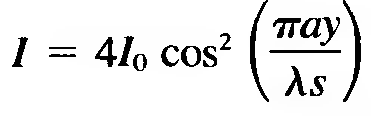 I = 4I₀ cos² (πay/λs)